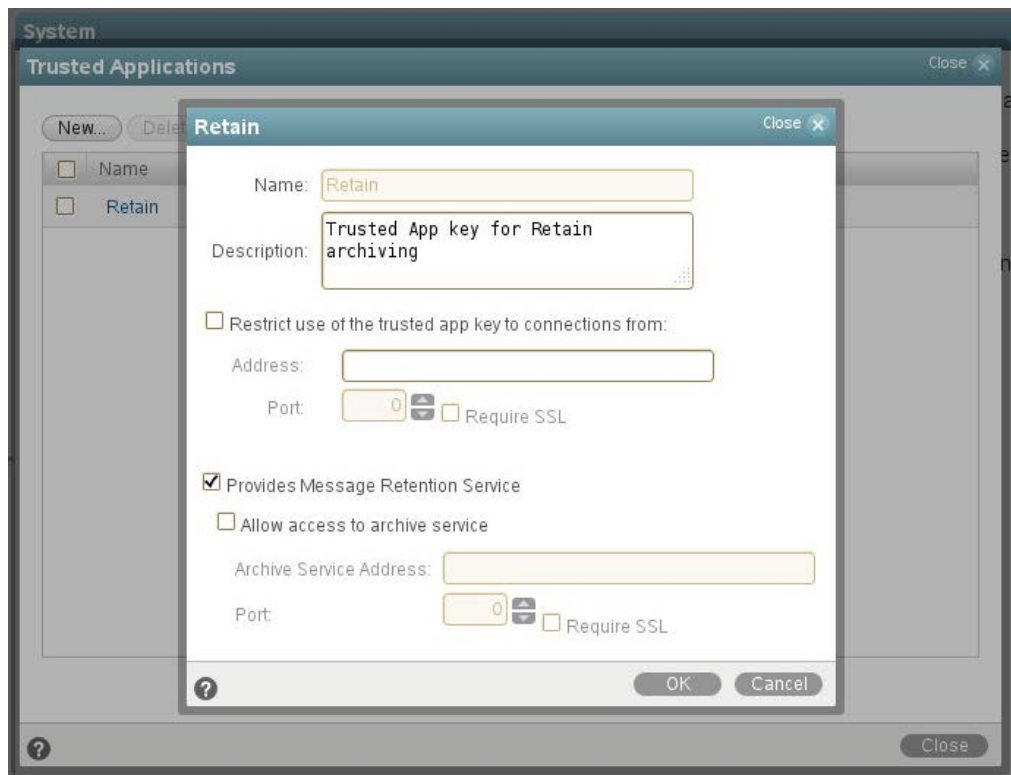 System
Trusted Applications
Close
New...
Delet
Name
Retain
Retain
Close
Name:
Retain
Description:
Trusted App key for Retain
archiving
Restrict use of the trusted app key to connections from:
Address:
Port:
0
Require SSL
Provides Message Retention Service
Allow access to archive service
Archive Service Address:
Port:
0
Require SSL
OK
Cancel
Close